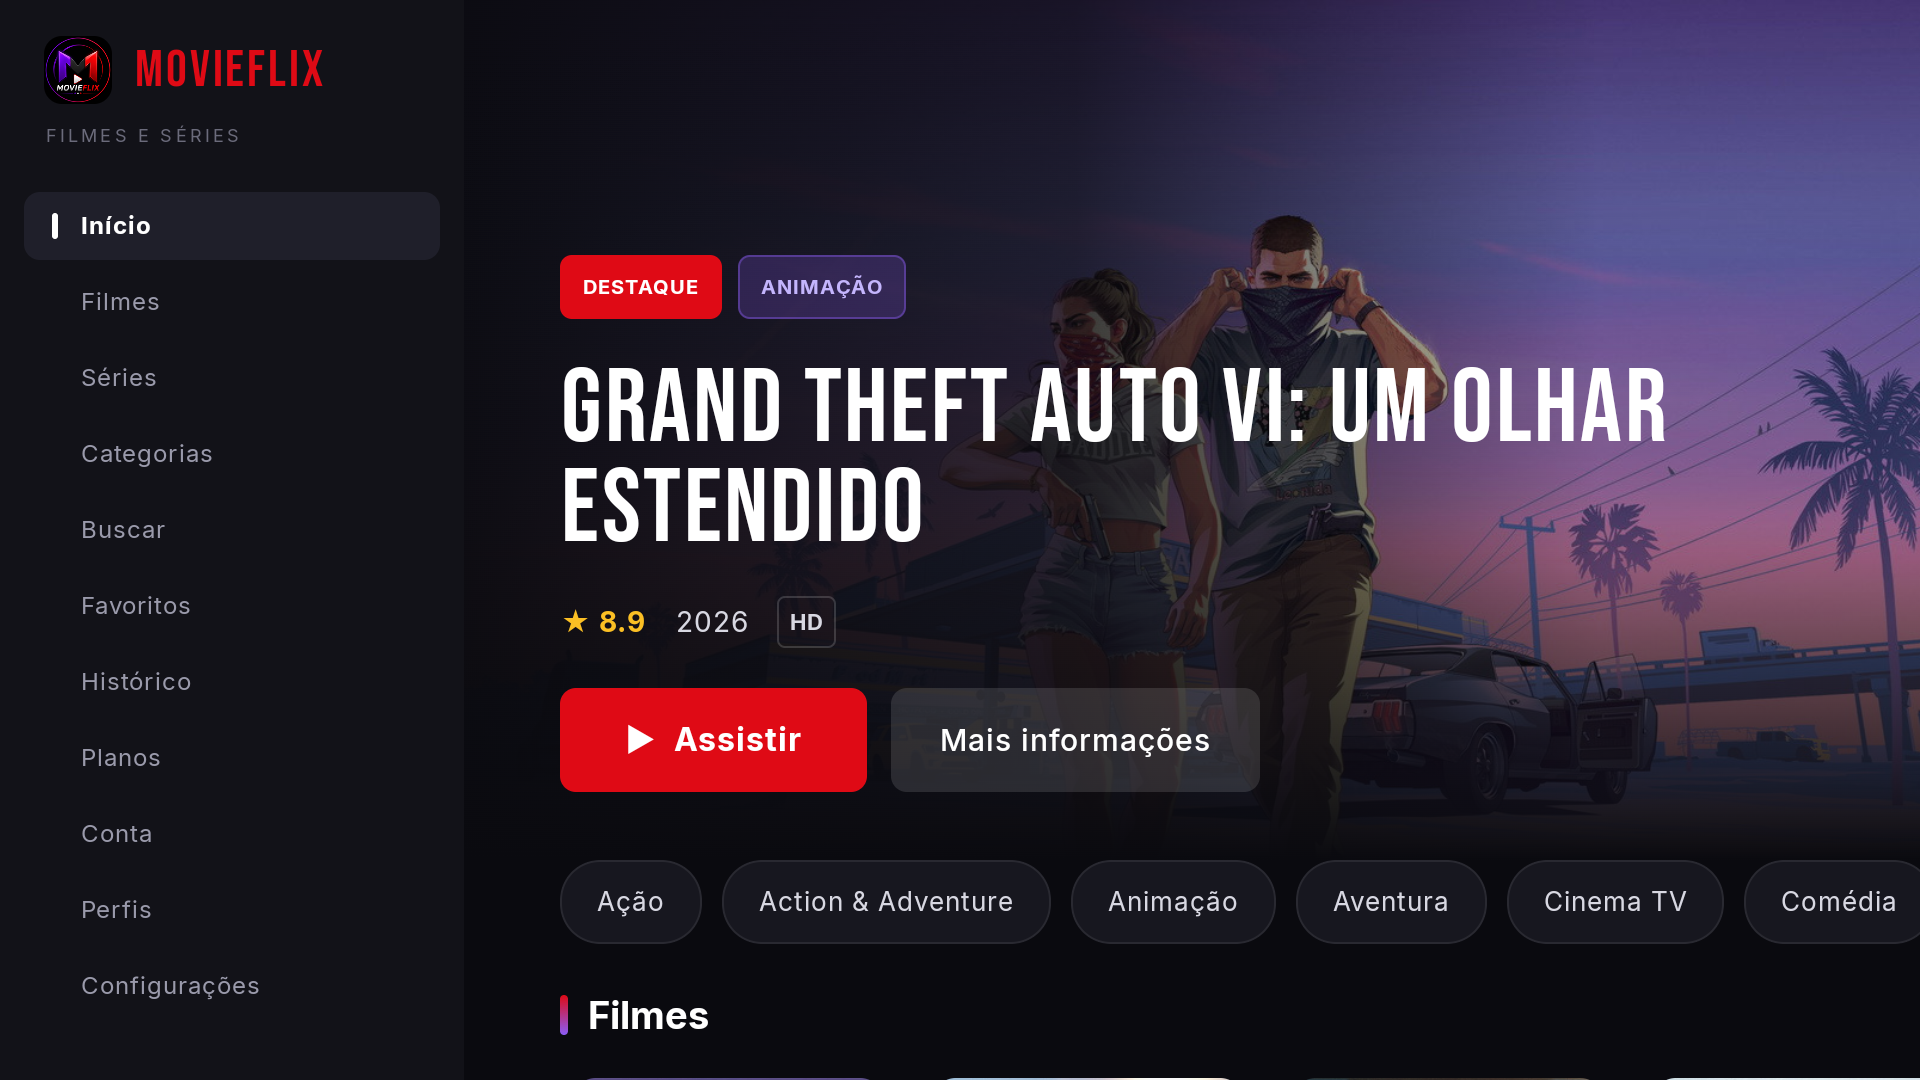 MOVIEFLIX
MOVIEFLIX
FILMES E SÉRIES
Início
Filmes
Séries
Categorias
Buscar
Favoritos
Histórico
Planos
Conta
Perfis
Configurações
DESTAQUE
ANIMAÇÃO
GRAND THEFT AUTO VI: UM OLHAR
ESTENDIDO
★ 8.9 2026 HD
▶ Assistir
Mais informações
Ação
Action & Adventure
Animação
Aventura
Cinema TV
Comédia
Filmes